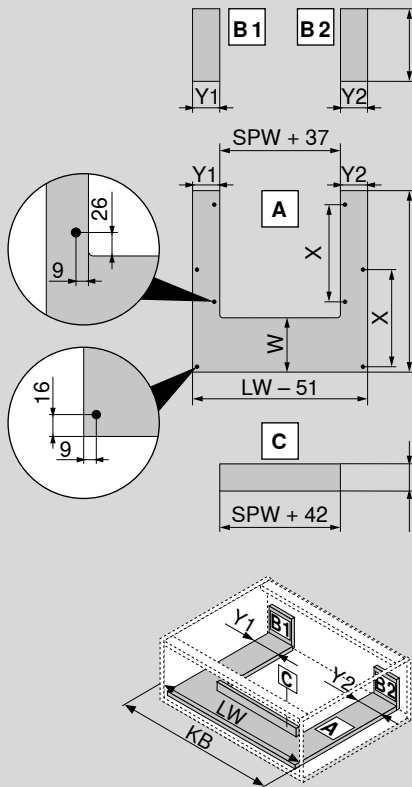 B1
B2
Y1
Y2
SPW + 37
Y1
Y2
A
X
X
26
9
W
LW – 51
16
9
C
SPW + 42
Y1
B1
Y2
B2
C
LW
A
KB